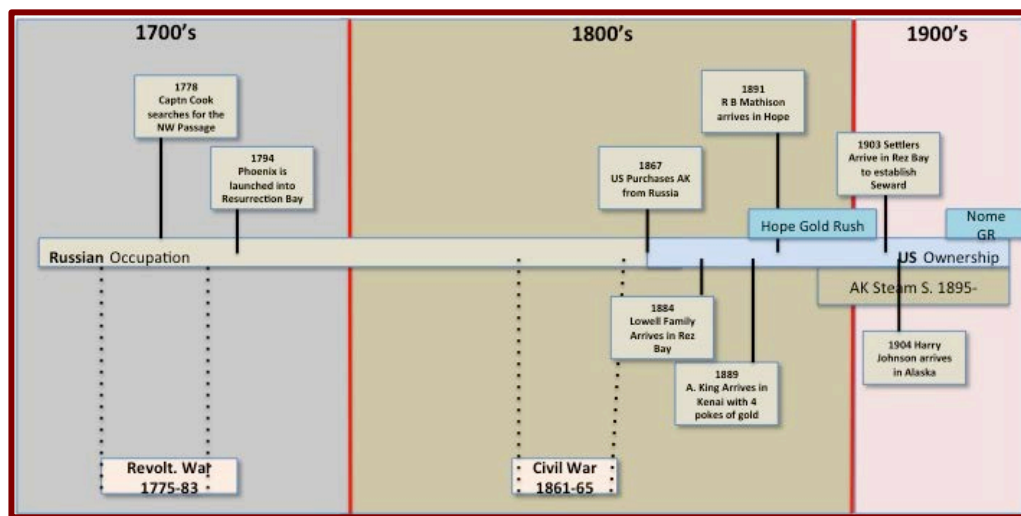 1700's
1800's
1900's
1778
Captn Cook
searches for the
NW Passage
1794
Phoenix is
launched into
Resurrection Bay
1867
US Purchases AK
from Russia
1891
R B Mathison
arrives in Hope
1903 Settlers
Arrive in Rez Bay
to establish
Seward
Hope Gold Rush
Nome
GR
Russian Occupation
US Ownership
AK Steam S. 1895-
1884
Lowell Family
Arrives in Rez
Bay
1889
A. King Arrives in
Kenai with 4
pokes of gold
1904 Harry
Johnson arrives
in Alaska
Revolt. War
1775-83
Civil War
1861-65